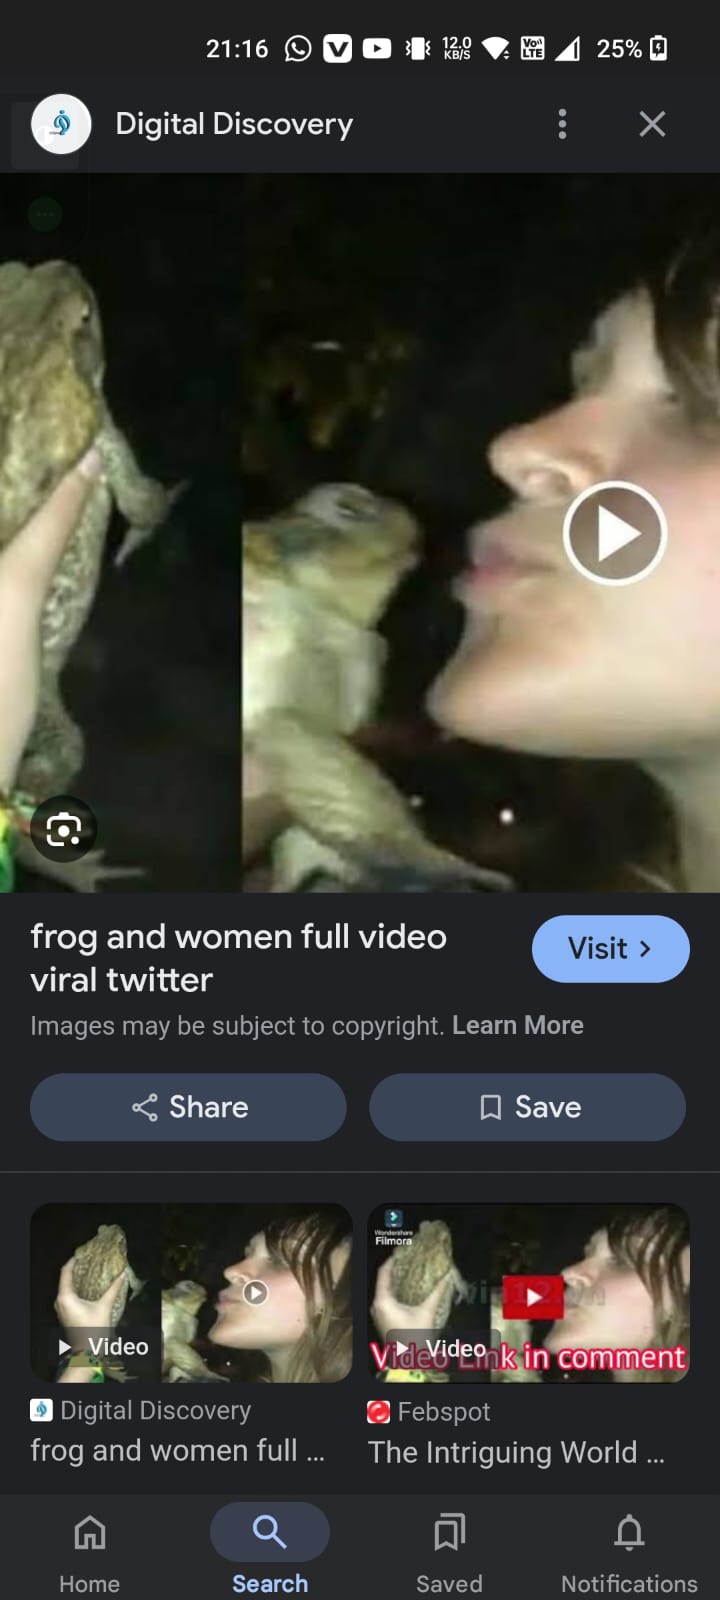 21:16 12.0 KB/S Vo) LTE 25%
Digital Discovery
frog and women full video
viral twitter
Visit
Images may be subject to copyright. Learn More
Share Save
Wondershare
Filmora
Video
Video
Video Link in comment
Digital Discovery
frog and women full ...
Febspot
The Intriguing World ...
Home Search Saved Notifications